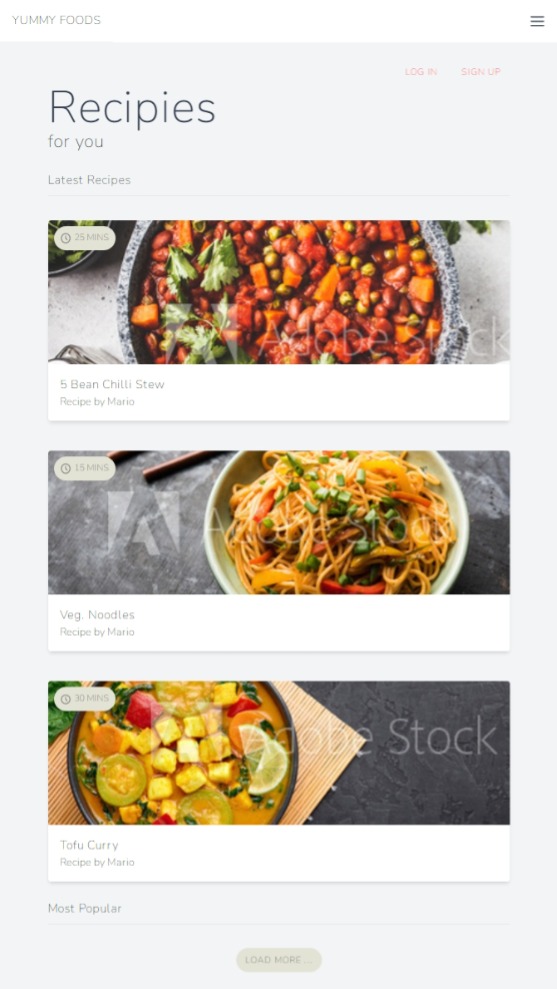 YUMMY FOODS
LOG IN
SIGN UP
Recipies
for you
Latest Recipes
25 MINS
Adobe Stock
5 Bean Chilli Stew
Recipe by Mario
15 MINS
Adobe Stock
Veg. Noodles
Recipe by Mario
30 MINS
Adobe Stock
Tofu Curry
Recipe by Mario
Most Popular
LOAD MORE ...